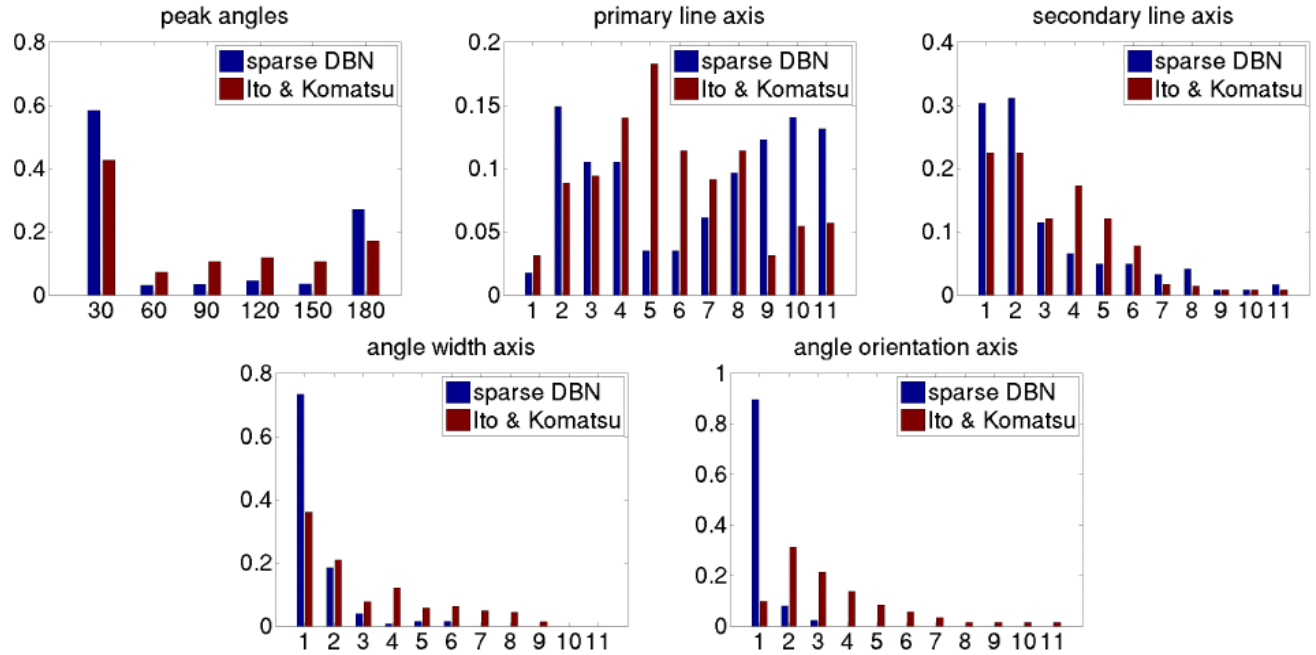 peak angles
0.8
0.6
0.4
0.2
0
sparse DBN
Ito & Komatsu
30 60 90 120 150 180
primary line axis
0.2
0.15
0.1
0.05
0
sparse DBN
Ito & Komatsu
1 2 3 4 5 6 7 8 9 10 11
secondary line axis
0.4
0.3
0.2
0.1
0
sparse DBN
Ito & Komatsu
1 2 3 4 5 6 7 8 9 10 11
angle width axis
0.8
0.6
0.4
0.2
0
sparse DBN
Ito & Komatsu
1 2 3 4 5 6 7 8 9 10 11
angle orientation axis
1
0.8
0.6
0.4
0.2
0
sparse DBN
Ito & Komatsu
1 2 3 4 5 6 7 8 9 10 11